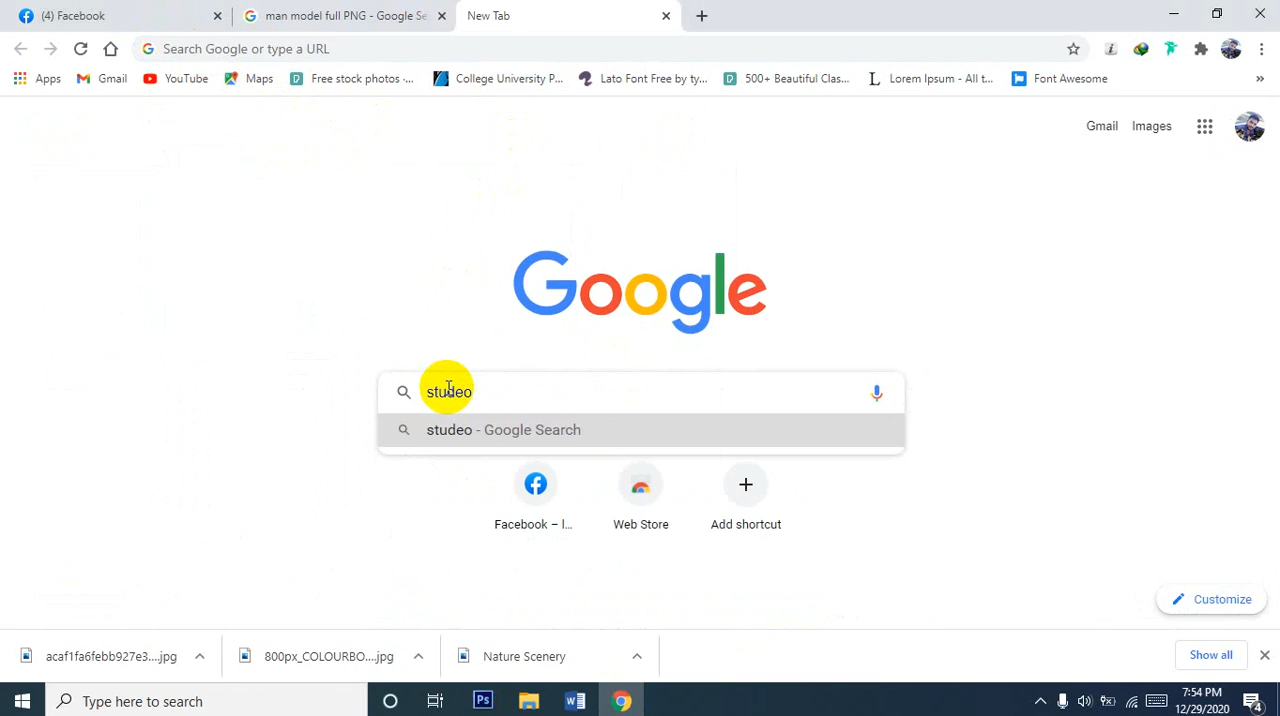 (4) Facebook
man model full PNG - Google Se
New Tab
Search Google or type a URL
Apps
Gmail
YouTube
Maps
Free stock photos ·...
College University P...
Lato Font Free by ty...
500+ Beautiful Clas...
Lorem Ipsum - All t...
Font Awesome
»
Gmail
Images
Google
studeo
studeo - Google Search
Facebook – l...
Web Store
Add shortcut
Customize
acaf1fa6febb927e3....jpg
800px_COLOURBO....jpg
Nature Scenery
Show all
Type here to search
Ps
7:54 PM
12/29/2020
4